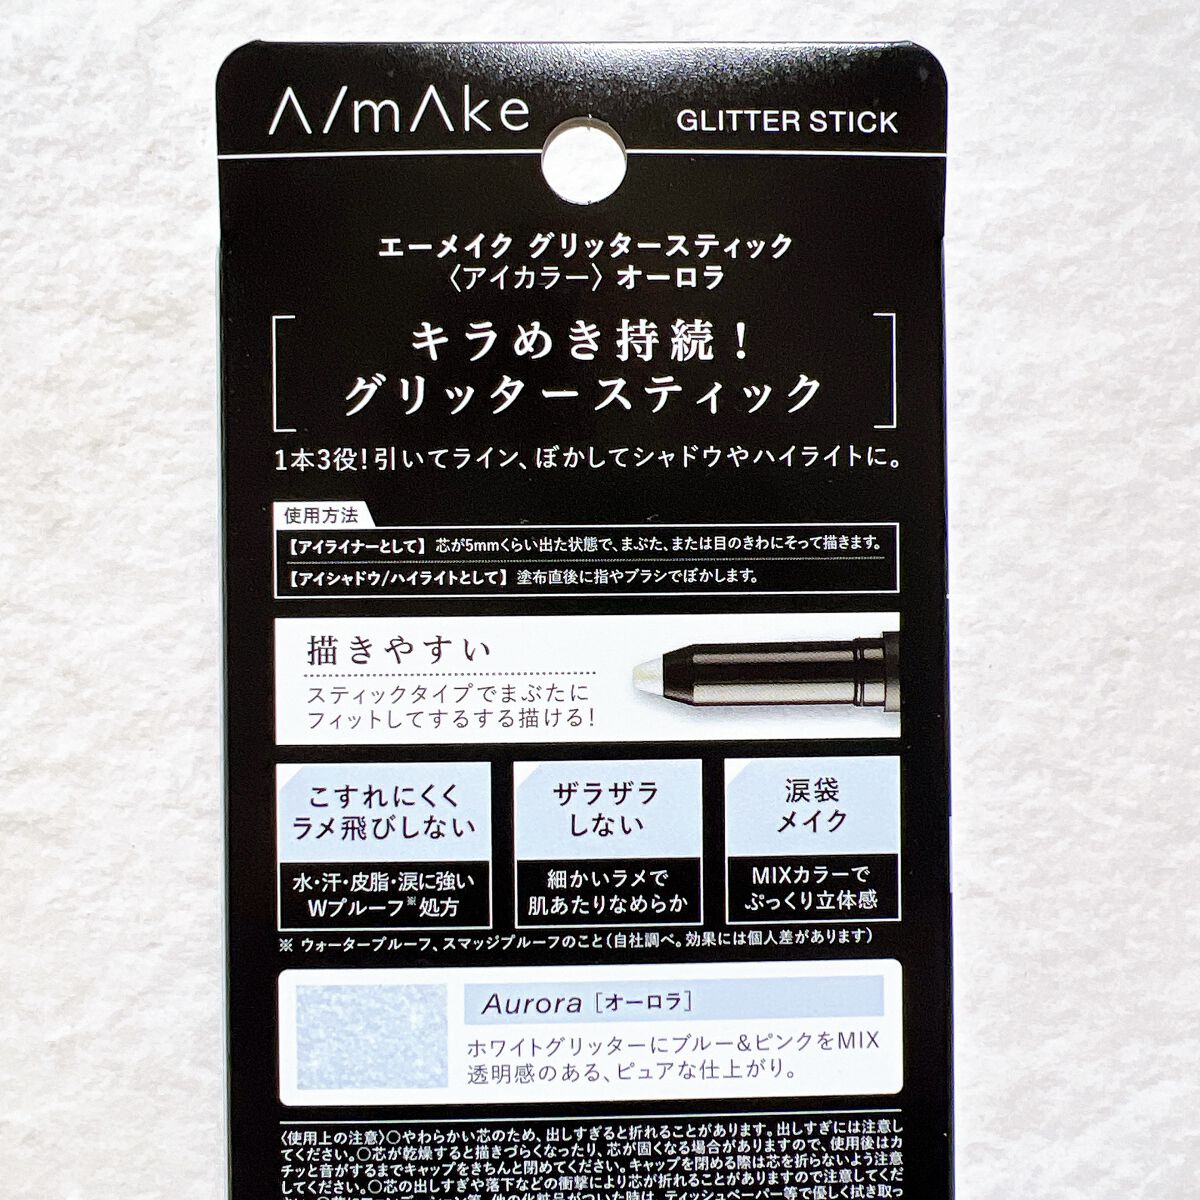 A/mAke
GLITTER STICK
エーメイク グリッタースティック
〈アイカラー〉オーロラ
キラめき持続！
グリッタースティック
1本3役！引いてライン、ぼかしてシャドウやハイライトに。
使用方法
【アイライナーとして】 芯が5mmくらい出た状態で、まぶた、または目のきわにそって描きます。
【アイシャドウ/ハイライトとして】 塗布直後に指やブラシでぼかします。
描きやすい
スティックタイプでまぶたに
フィットしてするする描ける！
こすれにくく
ラメ飛びしない
水・汗・皮脂・涙に強い
Wプルーフ※処方
ザラザラ
しない
細かいラメで
肌あたりなめらか
涙袋
メイク
MIXカラーで
ぷっくり立体感
※ ウォータープルーフ、スマッジプルーフのこと（自社調べ。効果には個人差があります）
Aurora［オーロラ］
ホワイトグリッターにブルー&ピンクをMIX
透明感のある、ピュアな仕上がり。
〈使用上の注意〉○やわらかい芯のため、出しすぎると折れることがあります。出しすぎには注意し
てください。○芯が乾燥すると描きづらくなったり、芯が固くなる場合がありますので、使用後はカ
チッと音がするまでキャップをきちんと閉めてください。キャップを閉める際は芯を折らないよう注意
してください。○芯の出しすぎや落下などの衝撃により芯が折れることがありますので注意してくだ